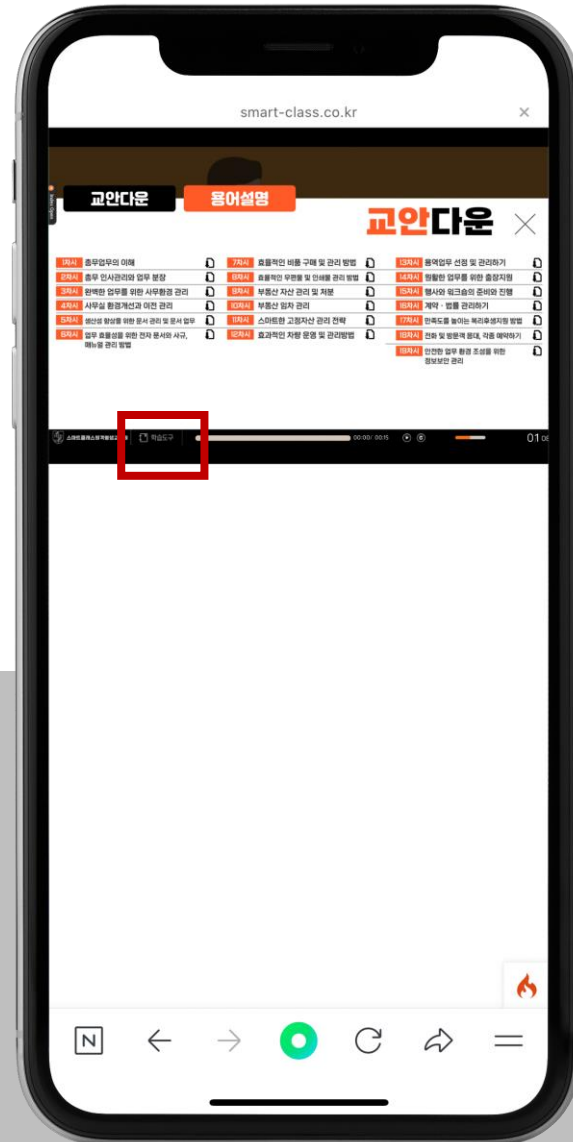 smart-class.co.kr
교안다운
용어설명
교안다운
1차시 총무업무의 이해
2차시 총무 인사관리와 업무 분장
3차시 완벽한 업무를 위한 사무환경 관리
4차시 사무실 환경개선과 이전 관리
5차시 생산성 향상을 위한 문서 관리 및 문서 업무
6차시 업무 효율성을 위한 전자 문서와 사규,
매뉴얼 관리 방법
7차시 효율적인 비품 구매 및 관리 방법
8차시 효율적인 우편물 및 인쇄물 관리 방법
9차시 부동산 자산 관리 및 처분
10차시 부동산 임차 관리
11차시 스마트한 고정자산 관리 전략
12차시 효과적인 차량 운영 및 관리방법
13차시 용역업무 선정 및 관리하기
14차시 원활한 업무를 위한 출장지원
15차시 행사와 워크숍의 준비와 진행
16차시 계약 · 법률 관리하기
17차시 만족도를 높이는 복리후생지원 방법
18차시 전화 및 방문객 응대, 각종 예약하기
19차시 안전한 업무 환경 조성을 위한
정보보안 관리
학습도구
00:00/ 00:15
01
N